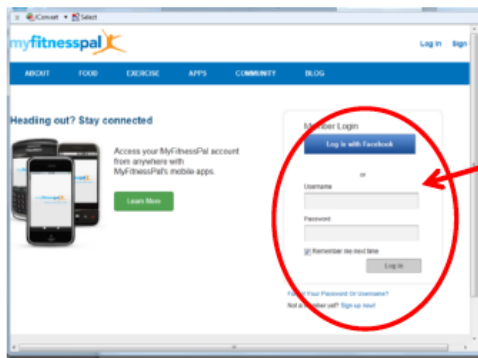 x Convert Select
myfitnesspal
Log In Sign
ABOUT FOOD EXERCISE APPS COMMUNITY BLOG
Heading out? Stay connected
Access your MyFitnessPal account
from anywhere with
MyFitnessPal's mobile apps.
Learn More
Member Login
Log in with Facebook
or
Username
Password
Remember me next time
Log In
Forgot Your Password Or Username?
Not a member yet? Sign up now!